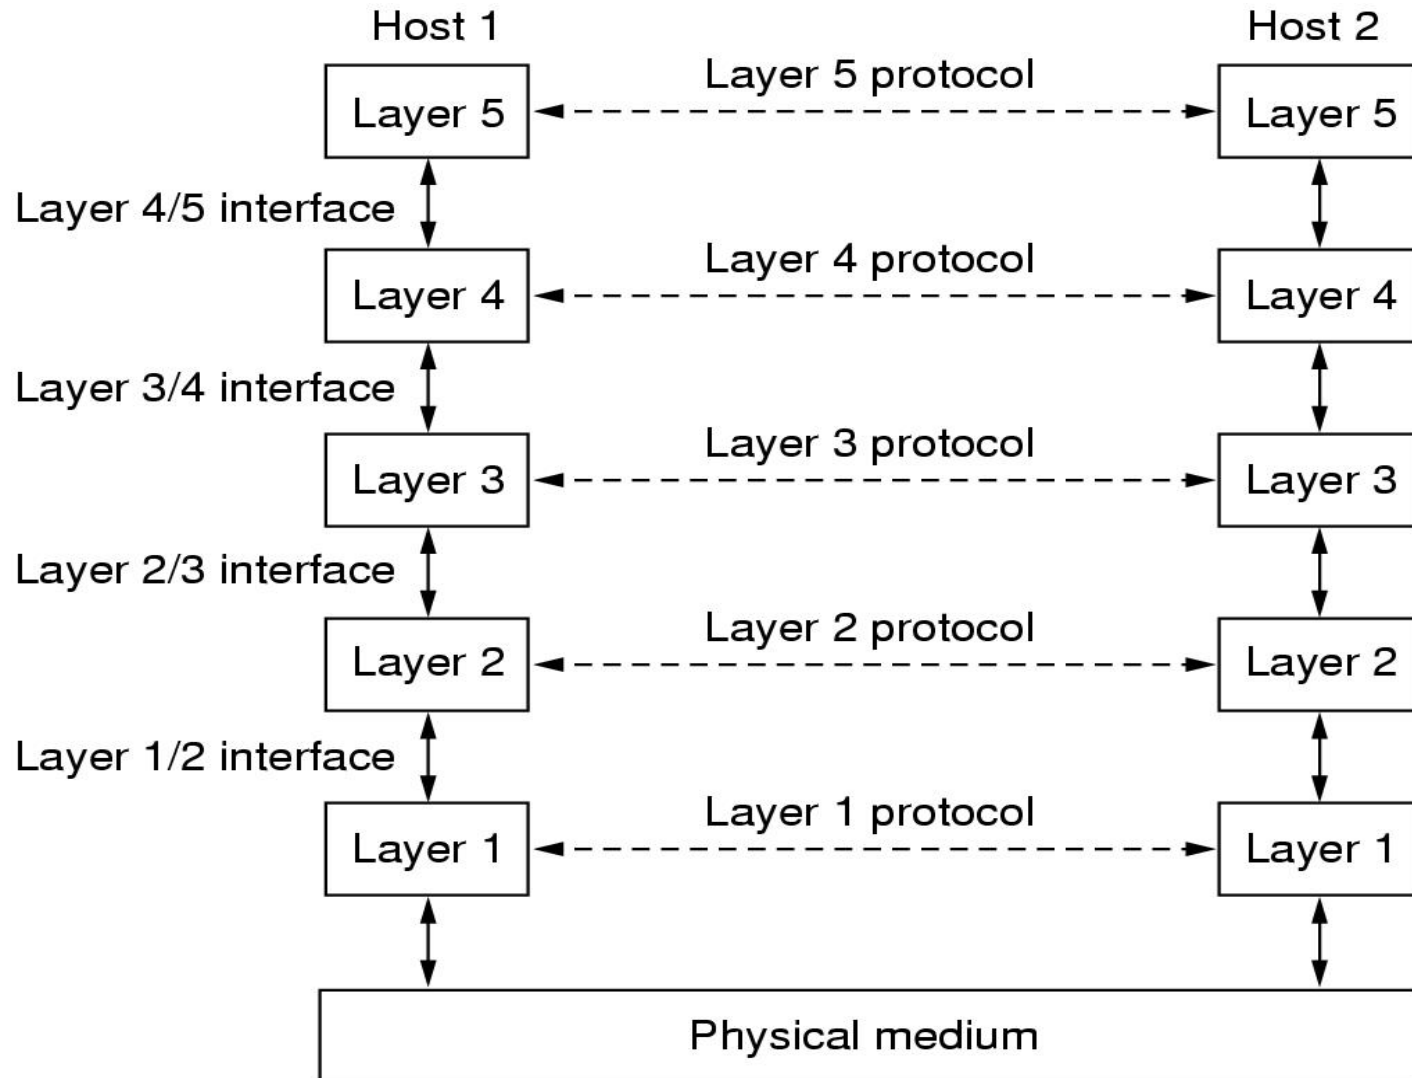 Host 1
Host 2
Layer 5 protocol
Layer 5
Layer 5
Layer 4/5 interface
Layer 4 protocol
Layer 4
Layer 4
Layer 3/4 interface
Layer 3 protocol
Layer 3
Layer 3
Layer 2/3 interface
Layer 2 protocol
Layer 2
Layer 2
Layer 1/2 interface
Layer 1 protocol
Layer 1
Layer 1
Physical medium